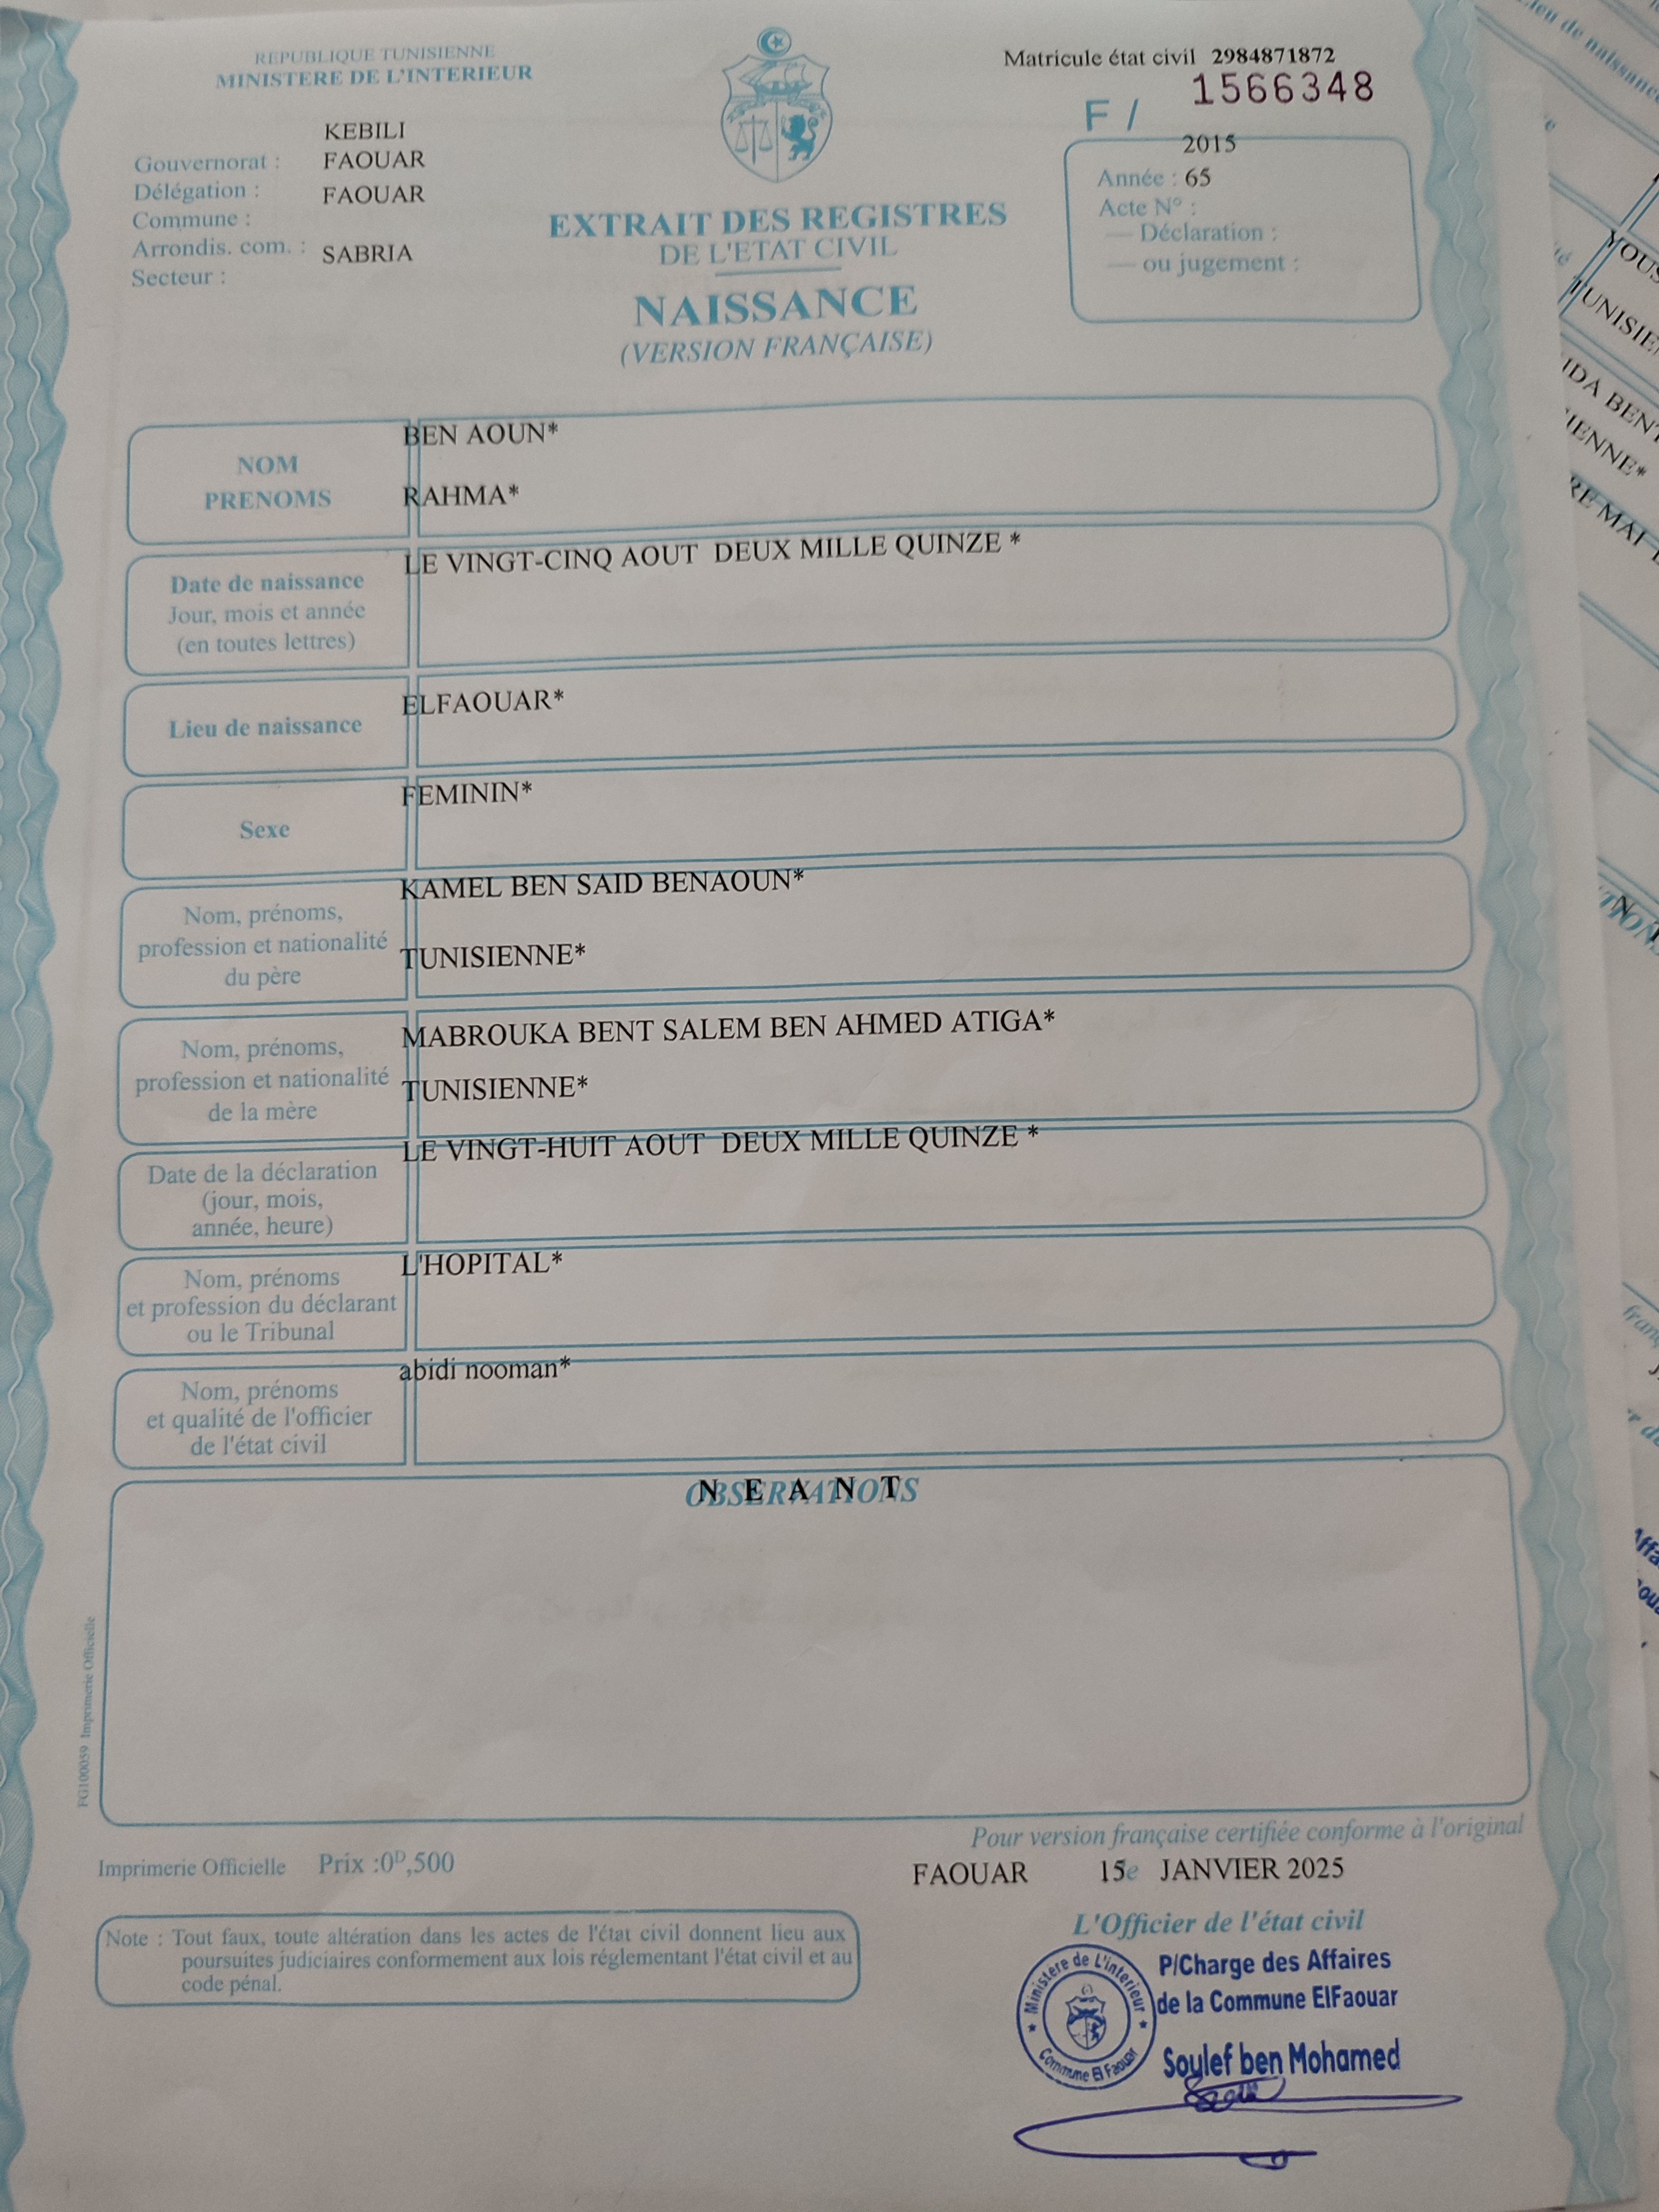 REPUBLIQUE TUNISIENNE
MINISTERE DE L'INTERIEUR
Matricule état civil 2984871872
F / 1566348
KEBILI
Gouvernorat : FAOUAR
Délégation : FAOUAR
Commune :
Arrondis. com. : SABRIA
Secteur :
2015
Année : 65
Acte N° :
— Déclaration :
— ou jugement :
EXTRAIT DES REGISTRES
DE L'ETAT CIVIL
NAISSANCE
(VERSION FRANÇAISE)
NOM
PRENOMS
BEN AOUN*
RAHMA*
Date de naissance
Jour, mois et année
(en toutes lettres)
LE VINGT-CINQ AOUT DEUX MILLE QUINZE *
Lieu de naissance
ELFAOUAR*
Sexe
FEMININ*
Nom, prénoms,
profession et nationalité
du père
KAMEL BEN SAID BENAOUN*
TUNISIENNE*
Nom, prénoms,
profession et nationalité
de la mère
MABROUKA BENT SALEM BEN AHMED ATIGA*
TUNISIENNE*
Date de la déclaration
(jour, mois,
année, heure)
LE VINGT-HUIT AOUT DEUX MILLE QUINZE *
Nom, prénoms
et profession du déclarant
ou le Tribunal
L'HOPITAL*
Nom, prénoms
et qualité de l'officier
de l'état civil
abidi nooman*
OBSERVATIONS
N E A N T
FG100059 Imprimerie Officielle
Pour version française certifiée conforme à l'original
Imprimerie Officielle Prix :0D,500
FAOUAR 15e JANVIER 2025
L'Officier de l'état civil
Note : Tout faux, toute altération dans les actes de l'état civil donnent lieu aux
poursuites judiciaires conformement aux lois réglementant l'état civil et au
code pénal.
Ministère de L'interieur
Commune El Faouar
P/Charge des Affaires
de la Commune ElFaouar
Soulef ben Mohamed
lieu de naissance
TUNISIE
BENT
IENNE*
RE MAI